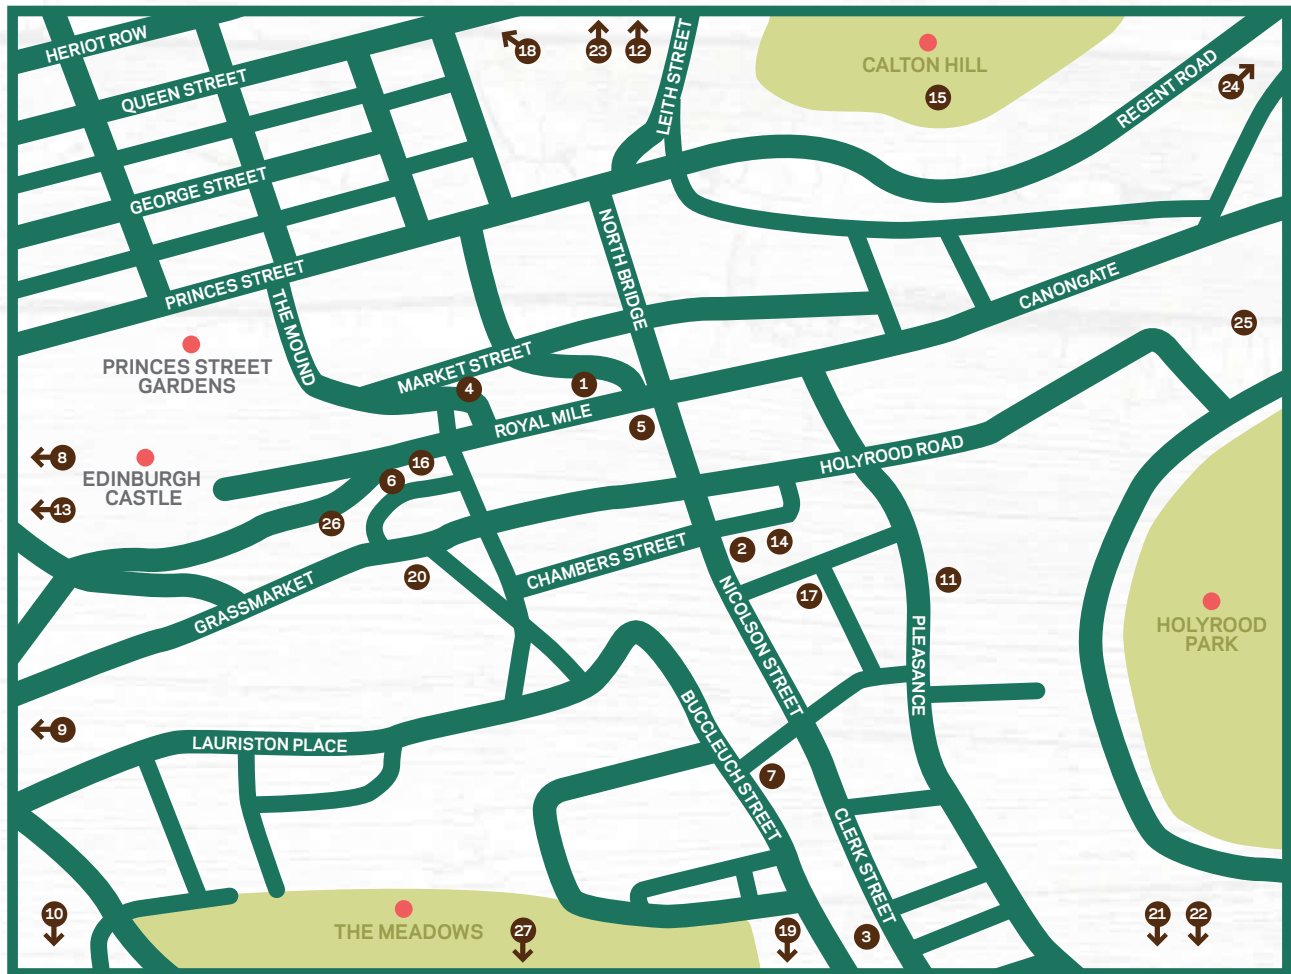 HERIOT ROW
18
23
12
LEITH STREET
CALTON HILL
15
REGENT ROAD
24
QUEEN STREET
GEORGE STREET
PRINCES STREET
THE MOUND
NORTH BRIDGE
CANONGATE
25
PRINCES STREET
GARDENS
MARKET STREET
4
1
ROYAL MILE
5
8
EDINBURGH
CASTLE
13
16
6
26
HOLYROOD ROAD
20
GRASSMARKET
CHAMBERS STREET
2
14
17
11
NICOLSON STREET
PLEASANCE
HOLYROOD
PARK
9
LAURISTON PLACE
BUCCLEUCH STREET
7
CLERK STREET
10
THE MEADOWS
27
19
3
21
22